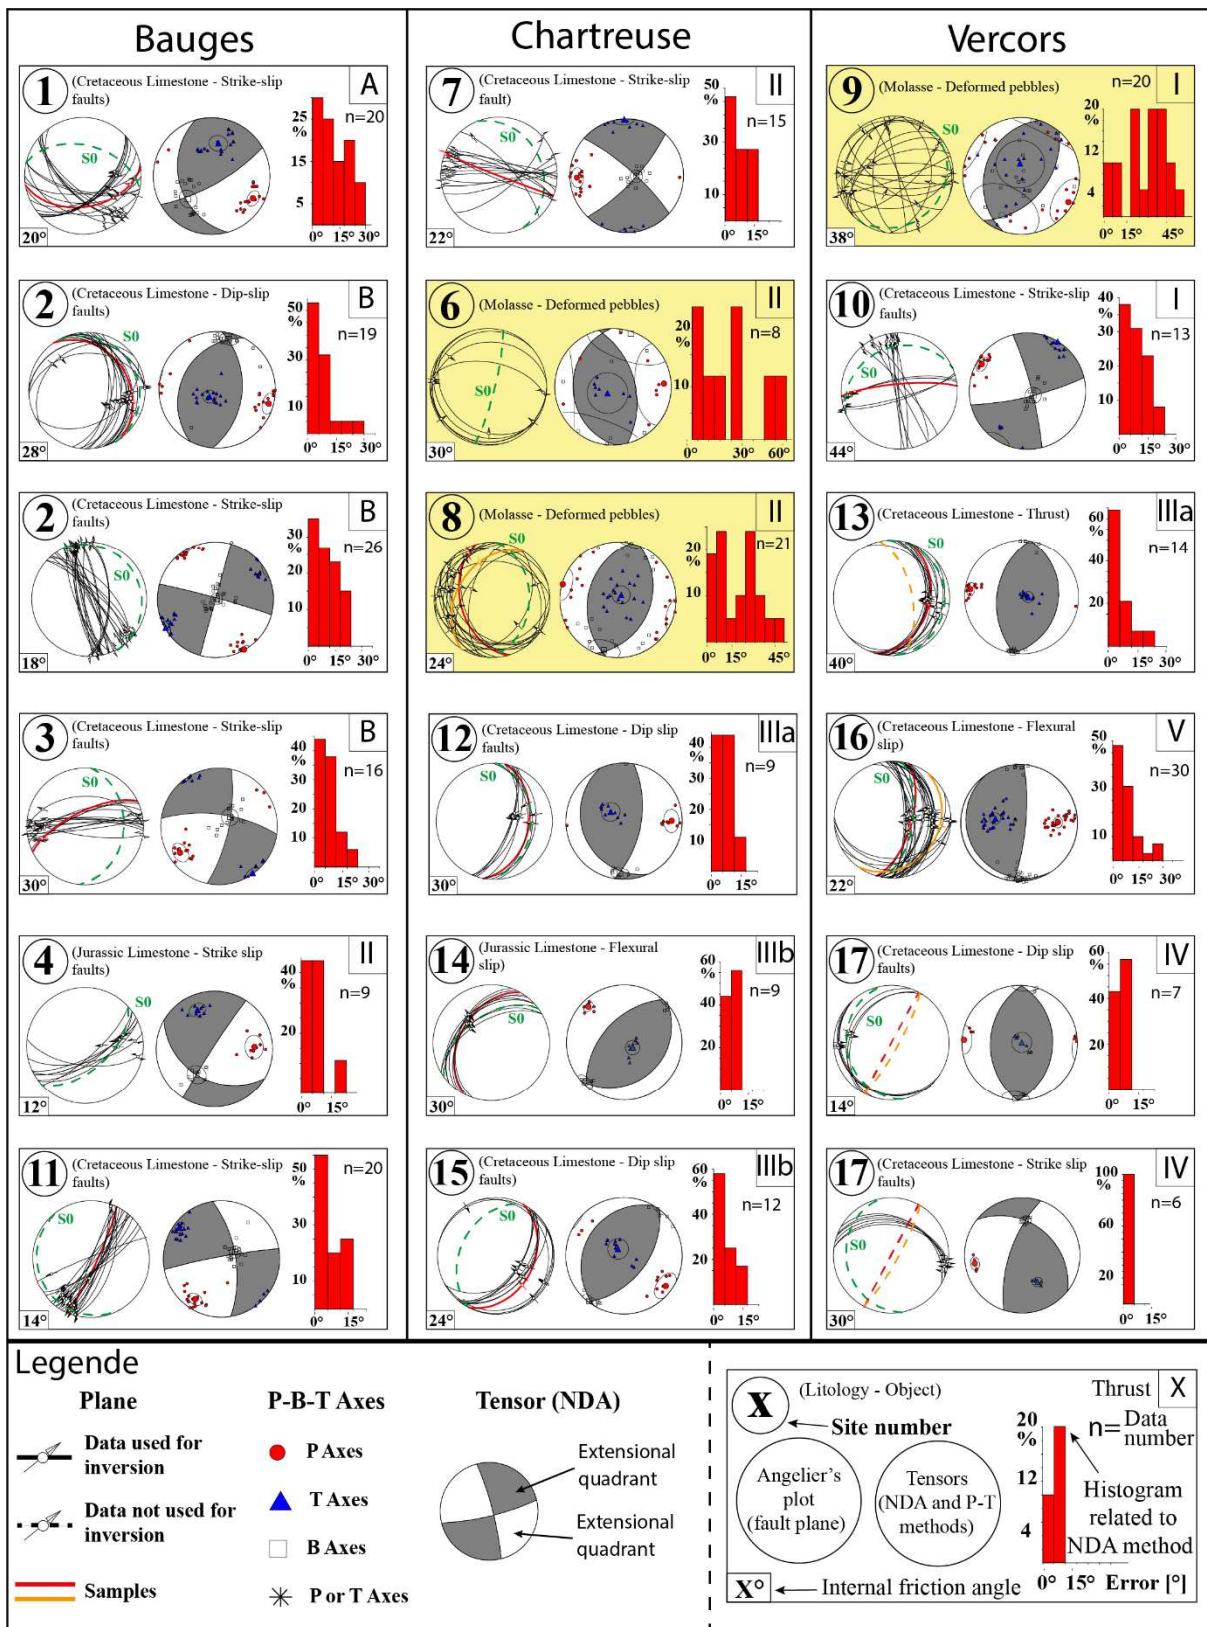 Bauges
Chartreuse
Vercors
1 (Cretaceous Limestone - Strike-slip faults) A
n=20
25 % 15 5
S0
20°
0° 15° 30°
2 (Cretaceous Limestone - Dip-slip faults) B
n=19
50 % 30 10
S0
28°
0° 15° 30°
2 (Cretaceous Limestone - Strike-slip faults) B
n=26
30 % 20 10
S0
18°
0° 15° 30°
3 (Cretaceous Limestone - Strike-slip faults) B
n=16
40 % 30 20 10
S0
30°
0° 15° 30°
4 (Jurassic Limestone - Strike slip faults) II
n=9
40 % 20
S0
12°
0° 15°
11 (Cretaceous Limestone - Strike-slip faults)
n=20
50 % 30 10
S0
14°
0° 15°
7 (Cretaceous Limestone - Strike-slip fault) II
n=15
50 % 30 10
S0
22°
0° 15°
6 (Molasse - Deformed pebbles) II
n=8
20 % 10
S0
30°
0° 30° 60°
8 (Molasse - Deformed pebbles) II
n=21
20 % 10
S0
24°
0° 15° 45°
12 (Cretaceous Limestone - Dip slip faults) IIIa
n=9
40 % 30 20 10
S0
30°
0° 15°
14 (Jurassic Limestone - Flexural slip) IIIb
n=9
60 % 40 20
S0
30°
0° 15°
15 (Cretaceous Limestone - Dip slip faults) IIIb
n=12
60 % 40 20
S0
24°
0° 15°
9 (Molasse - Deformed pebbles) I
n=20
20 % 12 4
S0
38°
0° 15° 45°
10 (Cretaceous Limestone - Strike-slip faults) I
n=13
40 % 30 20 10
S0
44°
0° 15°
13 (Cretaceous Limestone - Thrust) IIIa
n=14
60 % 20
S0
40°
0° 15° 30°
16 (Cretaceous Limestone - Flexural slip) V
n=30
50 % 30 10
S0
22°
0° 15° 30°
17 (Cretaceous Limestone - Dip slip faults) IV
n=7
60 % 40 20
S0
14°
0° 15°
17 (Cretaceous Limestone - Strike slip faults) IV
n=6
100 % 60 20
S0
30°
0° 15°
Legende
Plane
Data used for inversion
Data not used for inversion
Samples
P-B-T Axes
P Axes
T Axes
B Axes
P or T Axes
Tensor (NDA)
Extensional quadrant
Extensional quadrant
X (Litology - Object) Thrust X
Site number
n= Data number
Angelier's plot (fault plane)
Tensors (NDA and P-T methods)
20 % 12 4
Histogram related to NDA method
X° Internal friction angle
0° 15° Error [°]